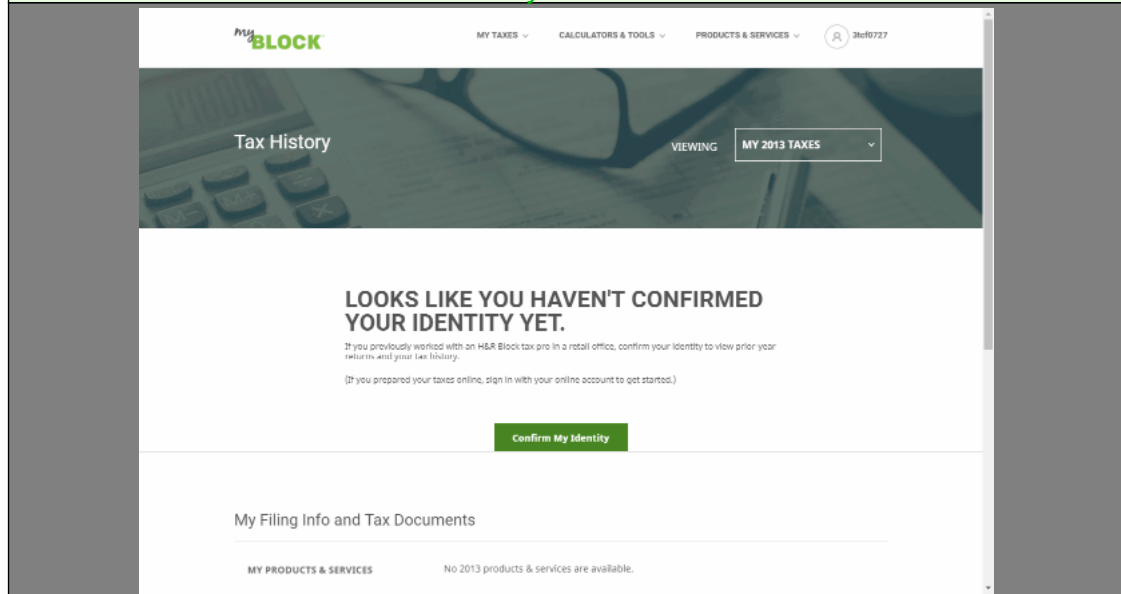 myBLOCK
MY TAXES
CALCULATORS & TOOLS
PRODUCTS & SERVICES
3tcf0727
Tax History
VIEWING
MY 2013 TAXES
LOOKS LIKE YOU HAVEN'T CONFIRMED
YOUR IDENTITY YET.
If you previously worked with an H&R Block tax pro in a retail office, confirm your identity to view prior year
returns and your tax history.
(If you prepared your taxes online, sign in with your online account to get started.)
Confirm My Identity
My Filing Info and Tax Documents
MY PRODUCTS & SERVICES
No 2013 products & services are available.